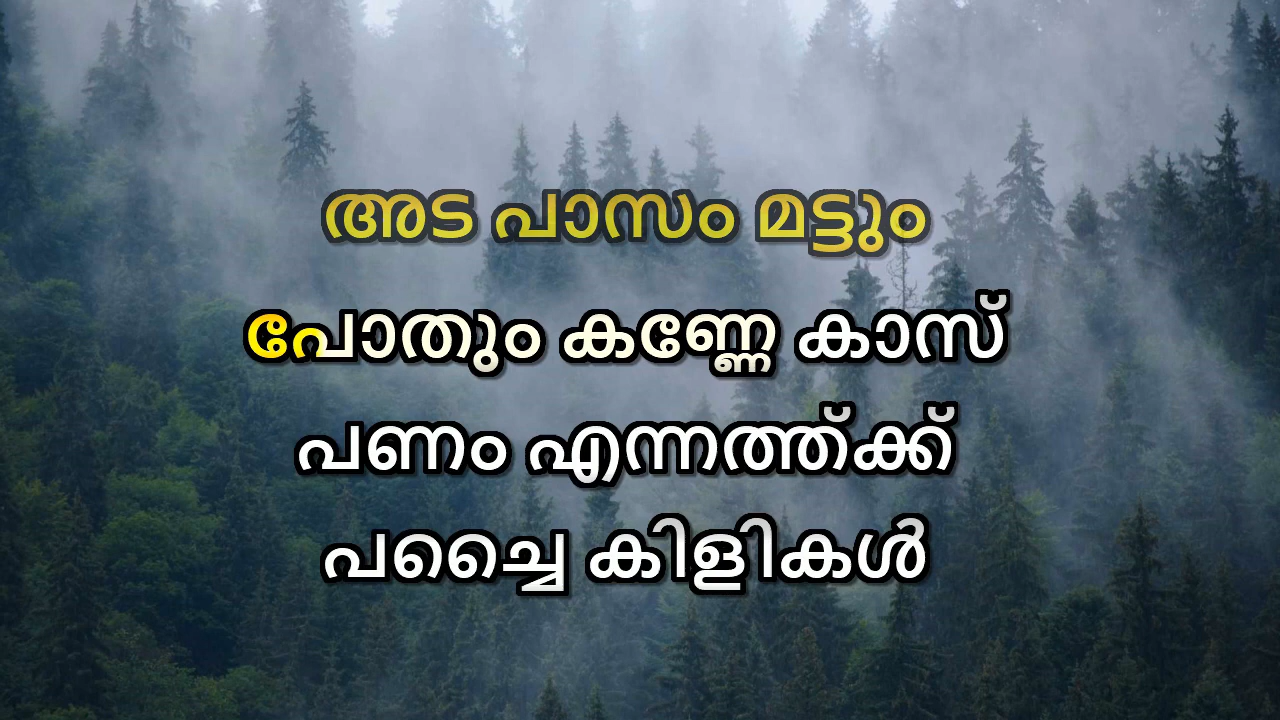 അട പാസം മട്ടും
പോതും കണ്ണേ കാസ്
പണം എന്നത്ത്ക്ക്
പച്ചൈ കിളികൾ